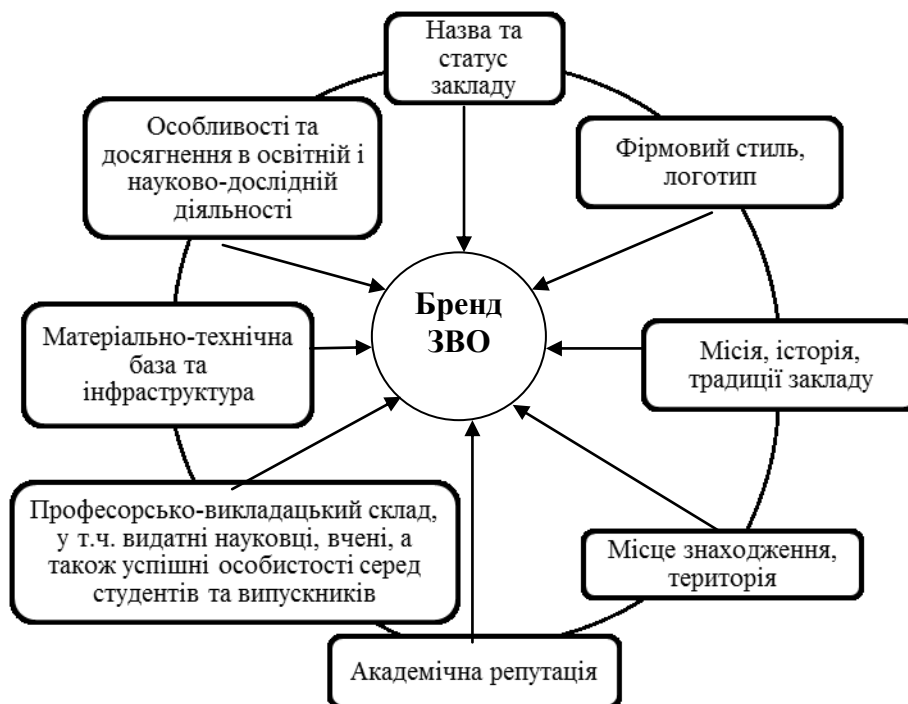 Назва та
статус
закладу
Особливості та
досягнення в освітній і
науково-дослідній
діяльності
Фірмовий стиль,
логотип
Бренд
ЗВО
Матеріально-технічна
база та
інфраструктура
Місія, історія,
традиції закладу
Професорсько-викладацький склад,
у т.ч. видатні науковці, вчені, а
також успішні особистості серед
студентів та випускників
Місце знаходження,
територія
Академічна репутація